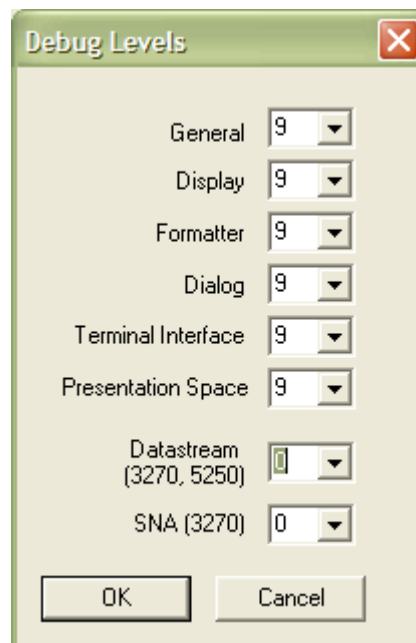 Debug Levels
General 9
Display 9
Formatter 9
Dialog 9
Terminal Interface 9
Presentation Space 9
Datastream
(3270, 5250) 0
SNA (3270) 0
OK Cancel